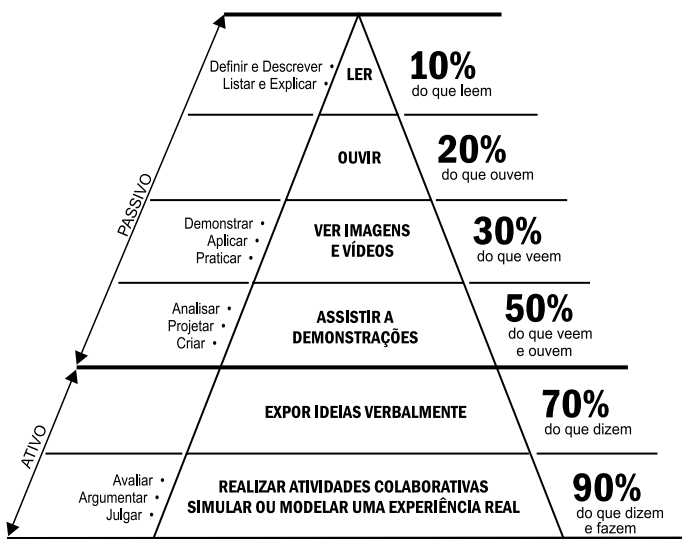 Definir e Descrever •
Listar e Explicar •
LER
10%
do que leem
OUVIR
20%
do que ouvem
PASSIVO
Demonstrar •
Aplicar •
Praticar •
VER IMAGENS
E VÍDEOS
30%
do que veem
Analisar •
Projetar •
Criar •
ASSISTIR A
DEMONSTRAÇÕES
50%
do que veem
e ouvem
EXPOR IDEIAS VERBALMENTE
70%
do que dizem
ATIVO
Avaliar •
Argumentar •
Julgar •
REALIZAR ATIVIDADES COLABORATIVAS
SIMULAR OU MODELAR UMA EXPERIÊNCIA REAL
90%
do que dizem
e fazem